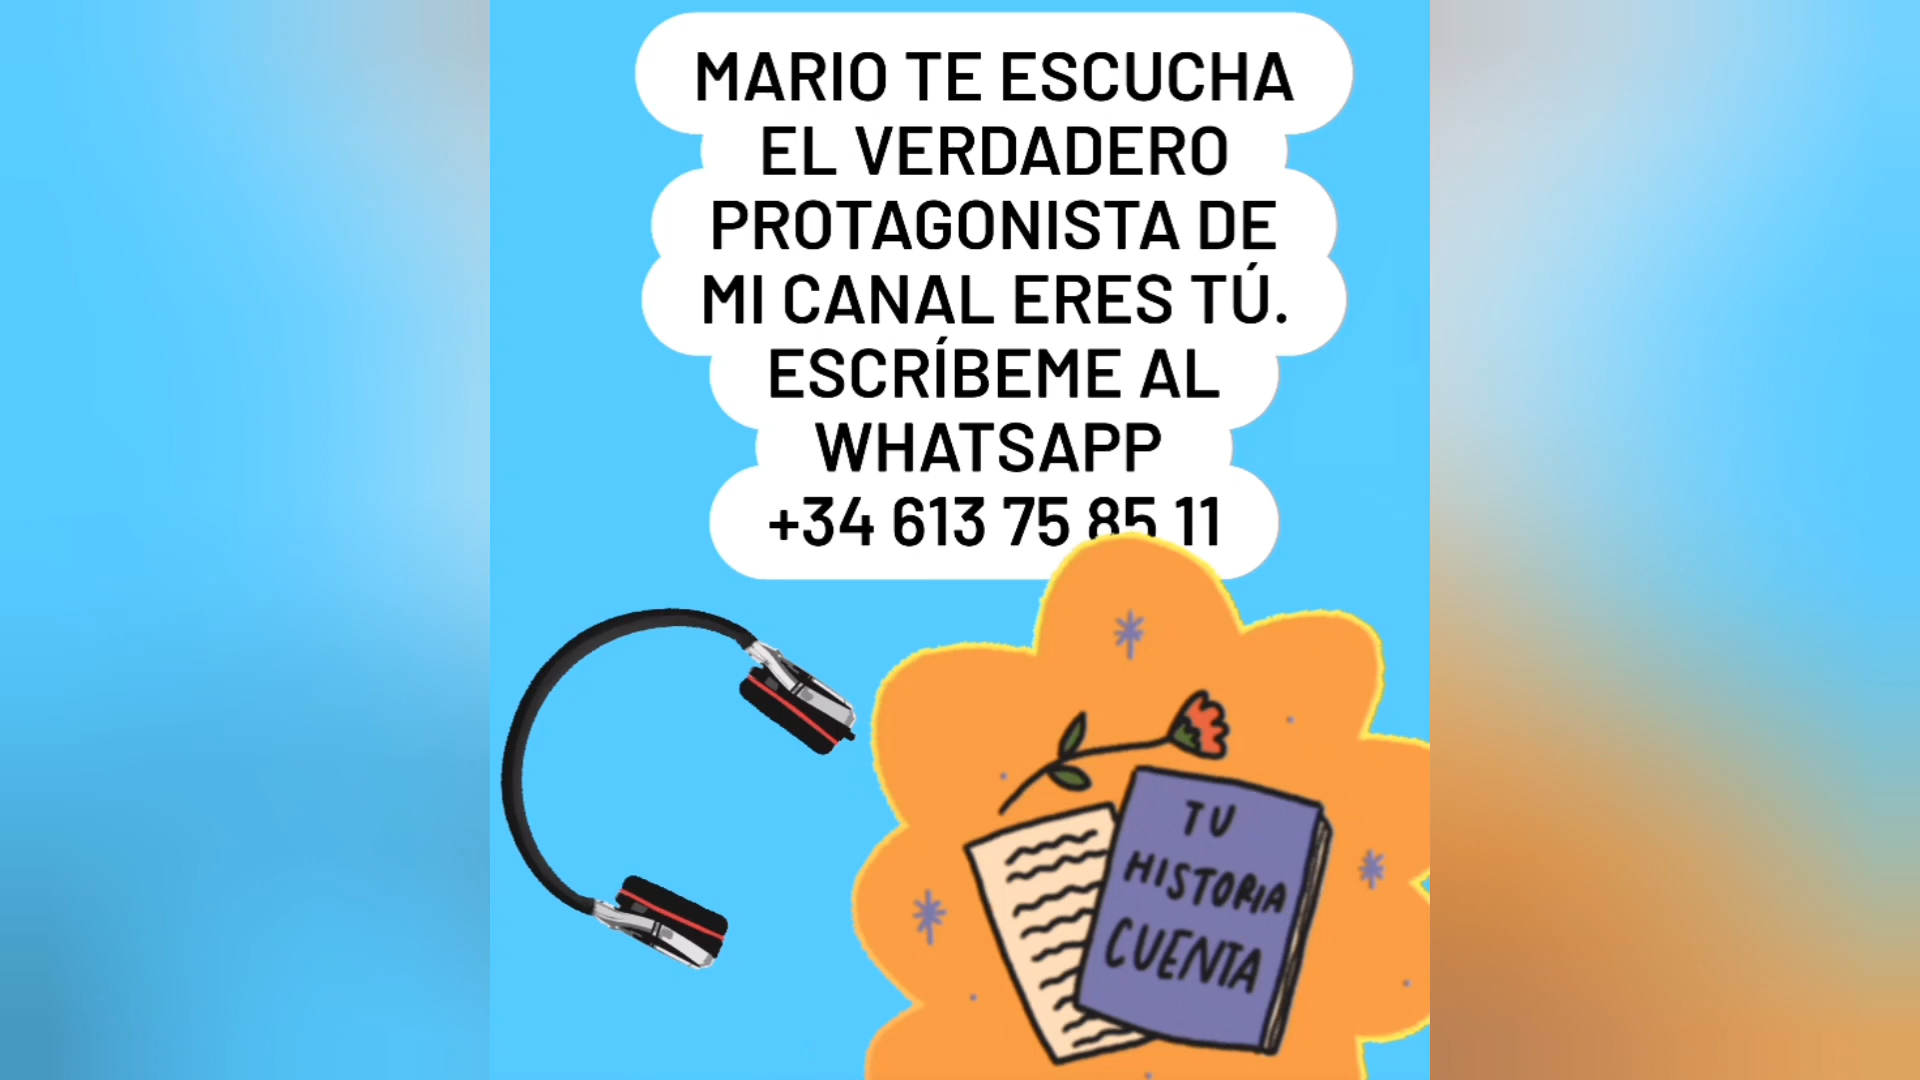 MARIO TE ESCUCHA
EL VERDADERO
PROTAGONISTA DE
MI CANAL ERES TÚ.
ESCRÍBEME AL
WHATSAPP
+34 613 75 85 11
TU
HISTORIA
CUENTA